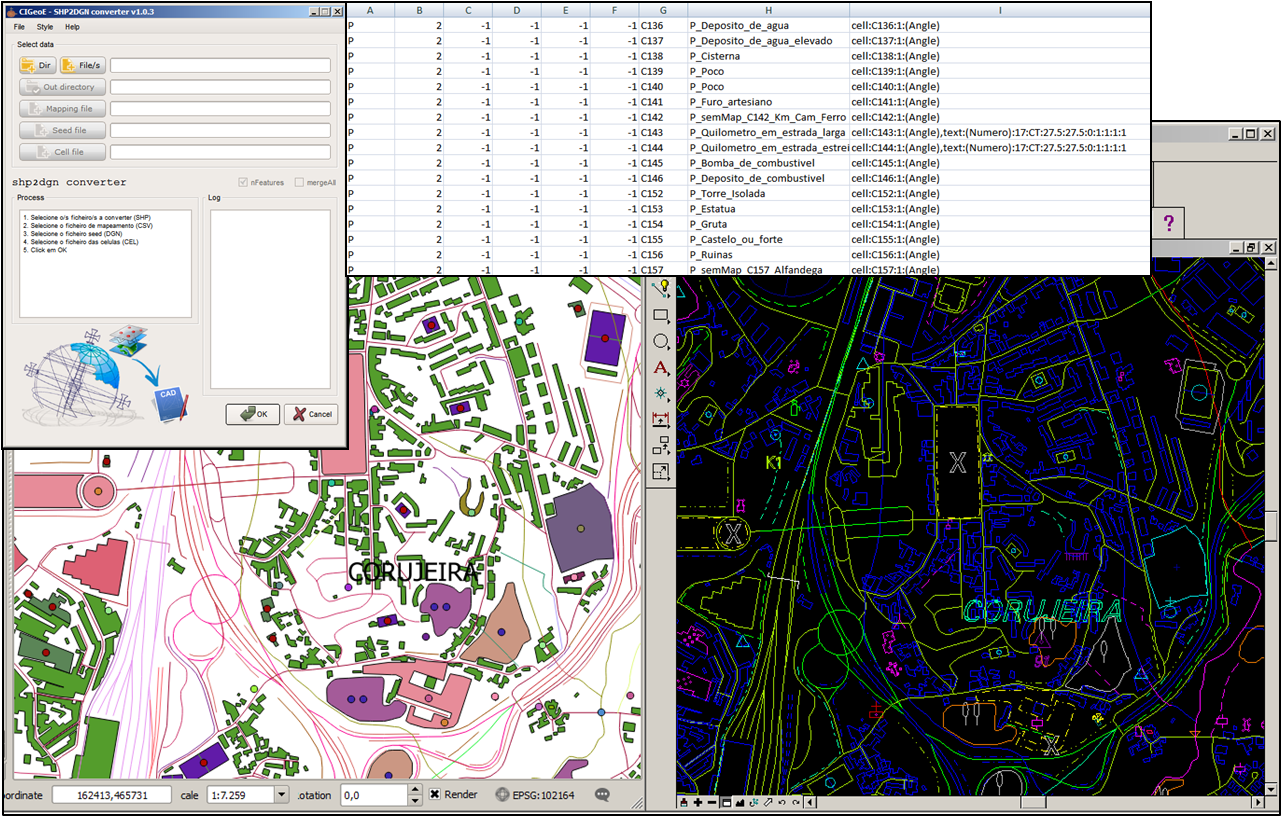 CIGeoE - SHP2DGN converter v1.0.3
File Style Help
Select data
Dir File/s
Out directory
Mapping file
Seed file
Cell file
shp2dgn converter
nFeatures mergeAll
Process
1. Selecione o/s ficheiro/s a converter (SHP)
2. Selecione o ficheiro de mapeamento (CSV)
3. Selecione o ficheiro seed (DGN)
4. Selecione o ficheiro das celulas (CEL)
5. Click em OK
Log
CAD
OK Cancel
A B C D E F G H I
P 2 -1 -1 -1 -1 C136 P_Deposito_de_agua cell:C136:1:(Angle)
P 2 -1 -1 -1 -1 C137 P_Deposito_de_agua_elevado cell:C137:1:(Angle)
P 2 -1 -1 -1 -1 C138 P_Cisterna cell:C138:1:(Angle)
P 2 -1 -1 -1 -1 C139 P_Poco cell:C139:1:(Angle)
P 2 -1 -1 -1 -1 C140 P_Poco cell:C140:1:(Angle)
P 2 -1 -1 -1 -1 C141 P_Furo_artesiano cell:C141:1:(Angle)
P 2 -1 -1 -1 -1 C142 P_semMap_C142_Km_Cam_Ferro cell:C142:1:(Angle)
P 2 -1 -1 -1 -1 C143 P_Quilometro_em_estrada_larga cell:C143:1:(Angle),text:(Numero):17:CT:27.5:27.5:0:1:1:1:1
P 2 -1 -1 -1 -1 C144 P_Quilometro_em_estrada_estrei cell:C144:1:(Angle),text:(Numero):17:CT:27.5:27.5:0:1:1:1:1
P 2 -1 -1 -1 -1 C145 P_Bomba_de_combustivel cell:C145:1:(Angle)
P 2 -1 -1 -1 -1 C146 P_Deposito_de_combustivel cell:C146:1:(Angle)
P 2 -1 -1 -1 -1 C152 P_Torre_Isolada cell:C152:1:(Angle)
P 2 -1 -1 -1 -1 C153 P_Estatua cell:C153:1:(Angle)
P 2 -1 -1 -1 -1 C154 P_Gruta cell:C154:1:(Angle)
P 2 -1 -1 -1 -1 C155 P_Castelo_ou_forte cell:C155:1:(Angle)
P 2 -1 -1 -1 -1 C156 P_Ruinas cell:C156:1:(Angle)
P 2 -1 -1 -1 -1 C157 P_semMap_C157_Alfandega cell:C157:1:(Angle)
?
A
CORUJEIRA
K1
X
X
CORUJEIRA
X
oordinate 162413,465731 cale 1:7.259 .otation 0,0 Render EPSG:102164